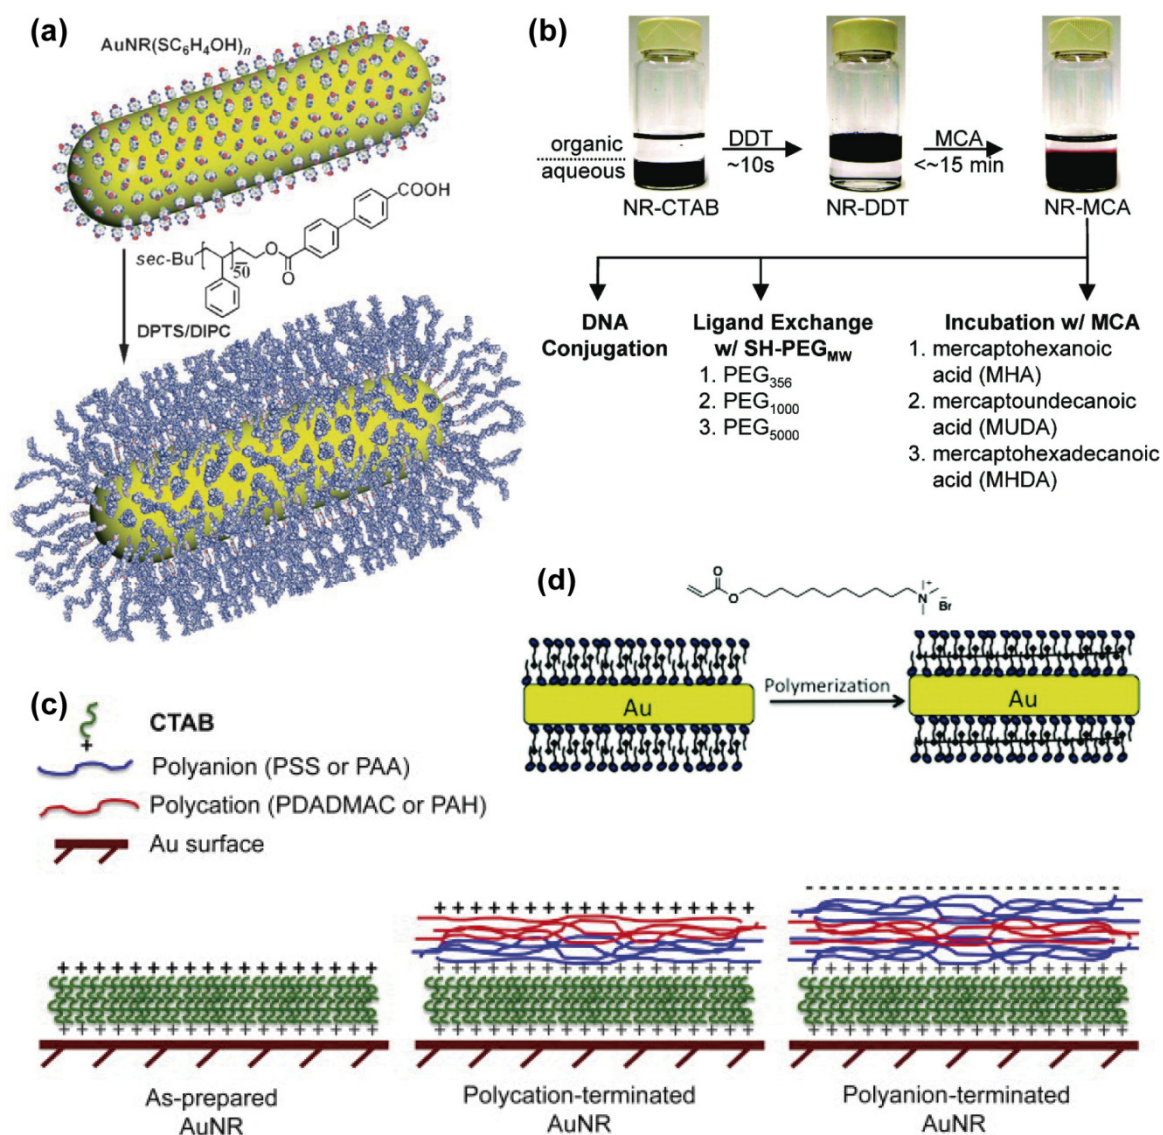 (a)
AuNR(SC6H4OH)n
COOH
sec-Bu
50
O
O
DPTS/DIPC
(b)
organic
aqueous
DDT
~10s
MCA
<~15 min
NR-CTAB
NR-DDT
NR-MCA
DNA
Conjugation
Ligand Exchange
w/ SH-PEGMW
1. PEG356
2. PEG1000
3. PEG5000
Incubation w/ MCA
1. mercaptohexanoic
acid (MHA)
2. mercaptoundecanoic
acid (MUDA)
3. mercaptohexadecanoic
acid (MHDA)
(d)
O
O
N+
Br−
Au
Polymerization
Au
(c)
CTAB
+
Polyanion (PSS or PAA)
Polycation (PDADMAC or PAH)
Au surface
As-prepared
AuNR
Polycation-terminated
AuNR
Polyanion-terminated
AuNR